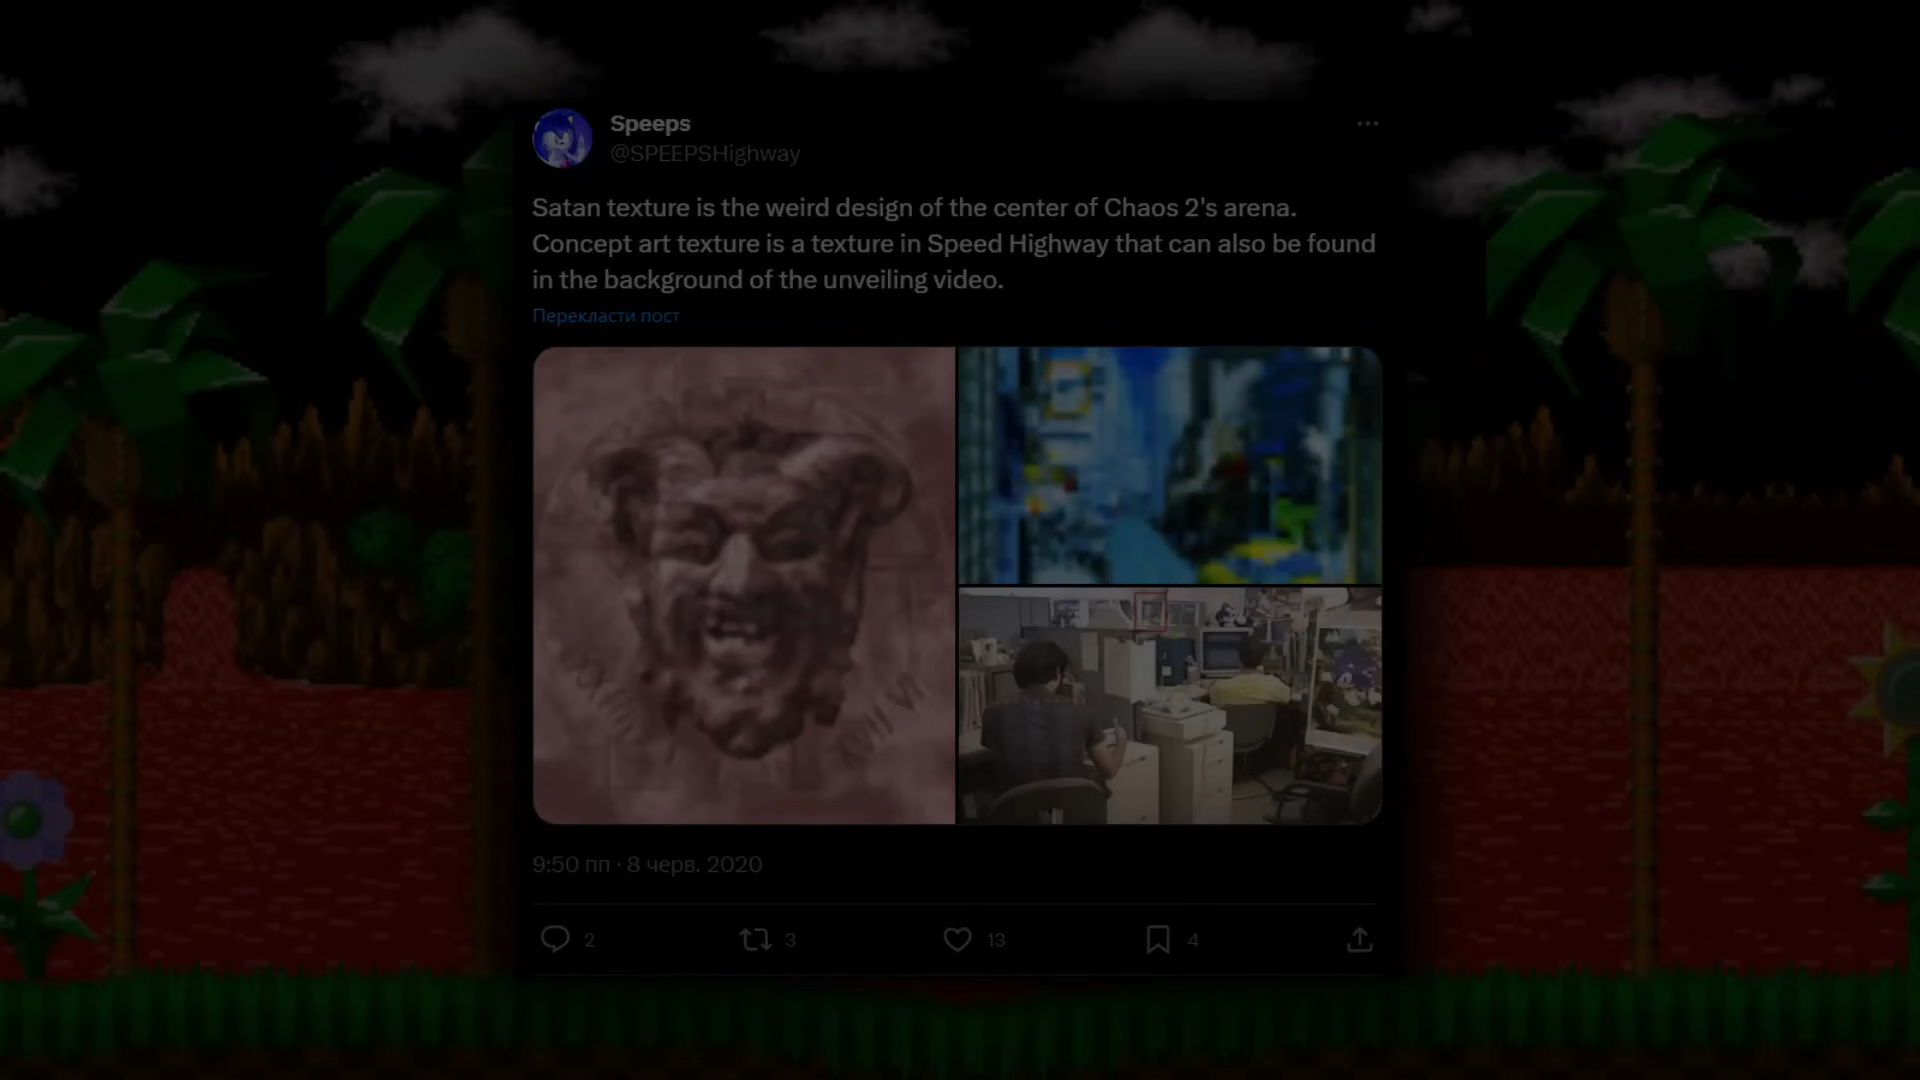 Speeps
@SPEEPSHighway
Satan texture is the weird design of the center of Chaos 2's arena.
Concept art texture is a texture in Speed Highway that can also be found
in the background of the unveiling video.
Перекласти пост
9:50 пп · 8 черв. 2020
2
3
13
4